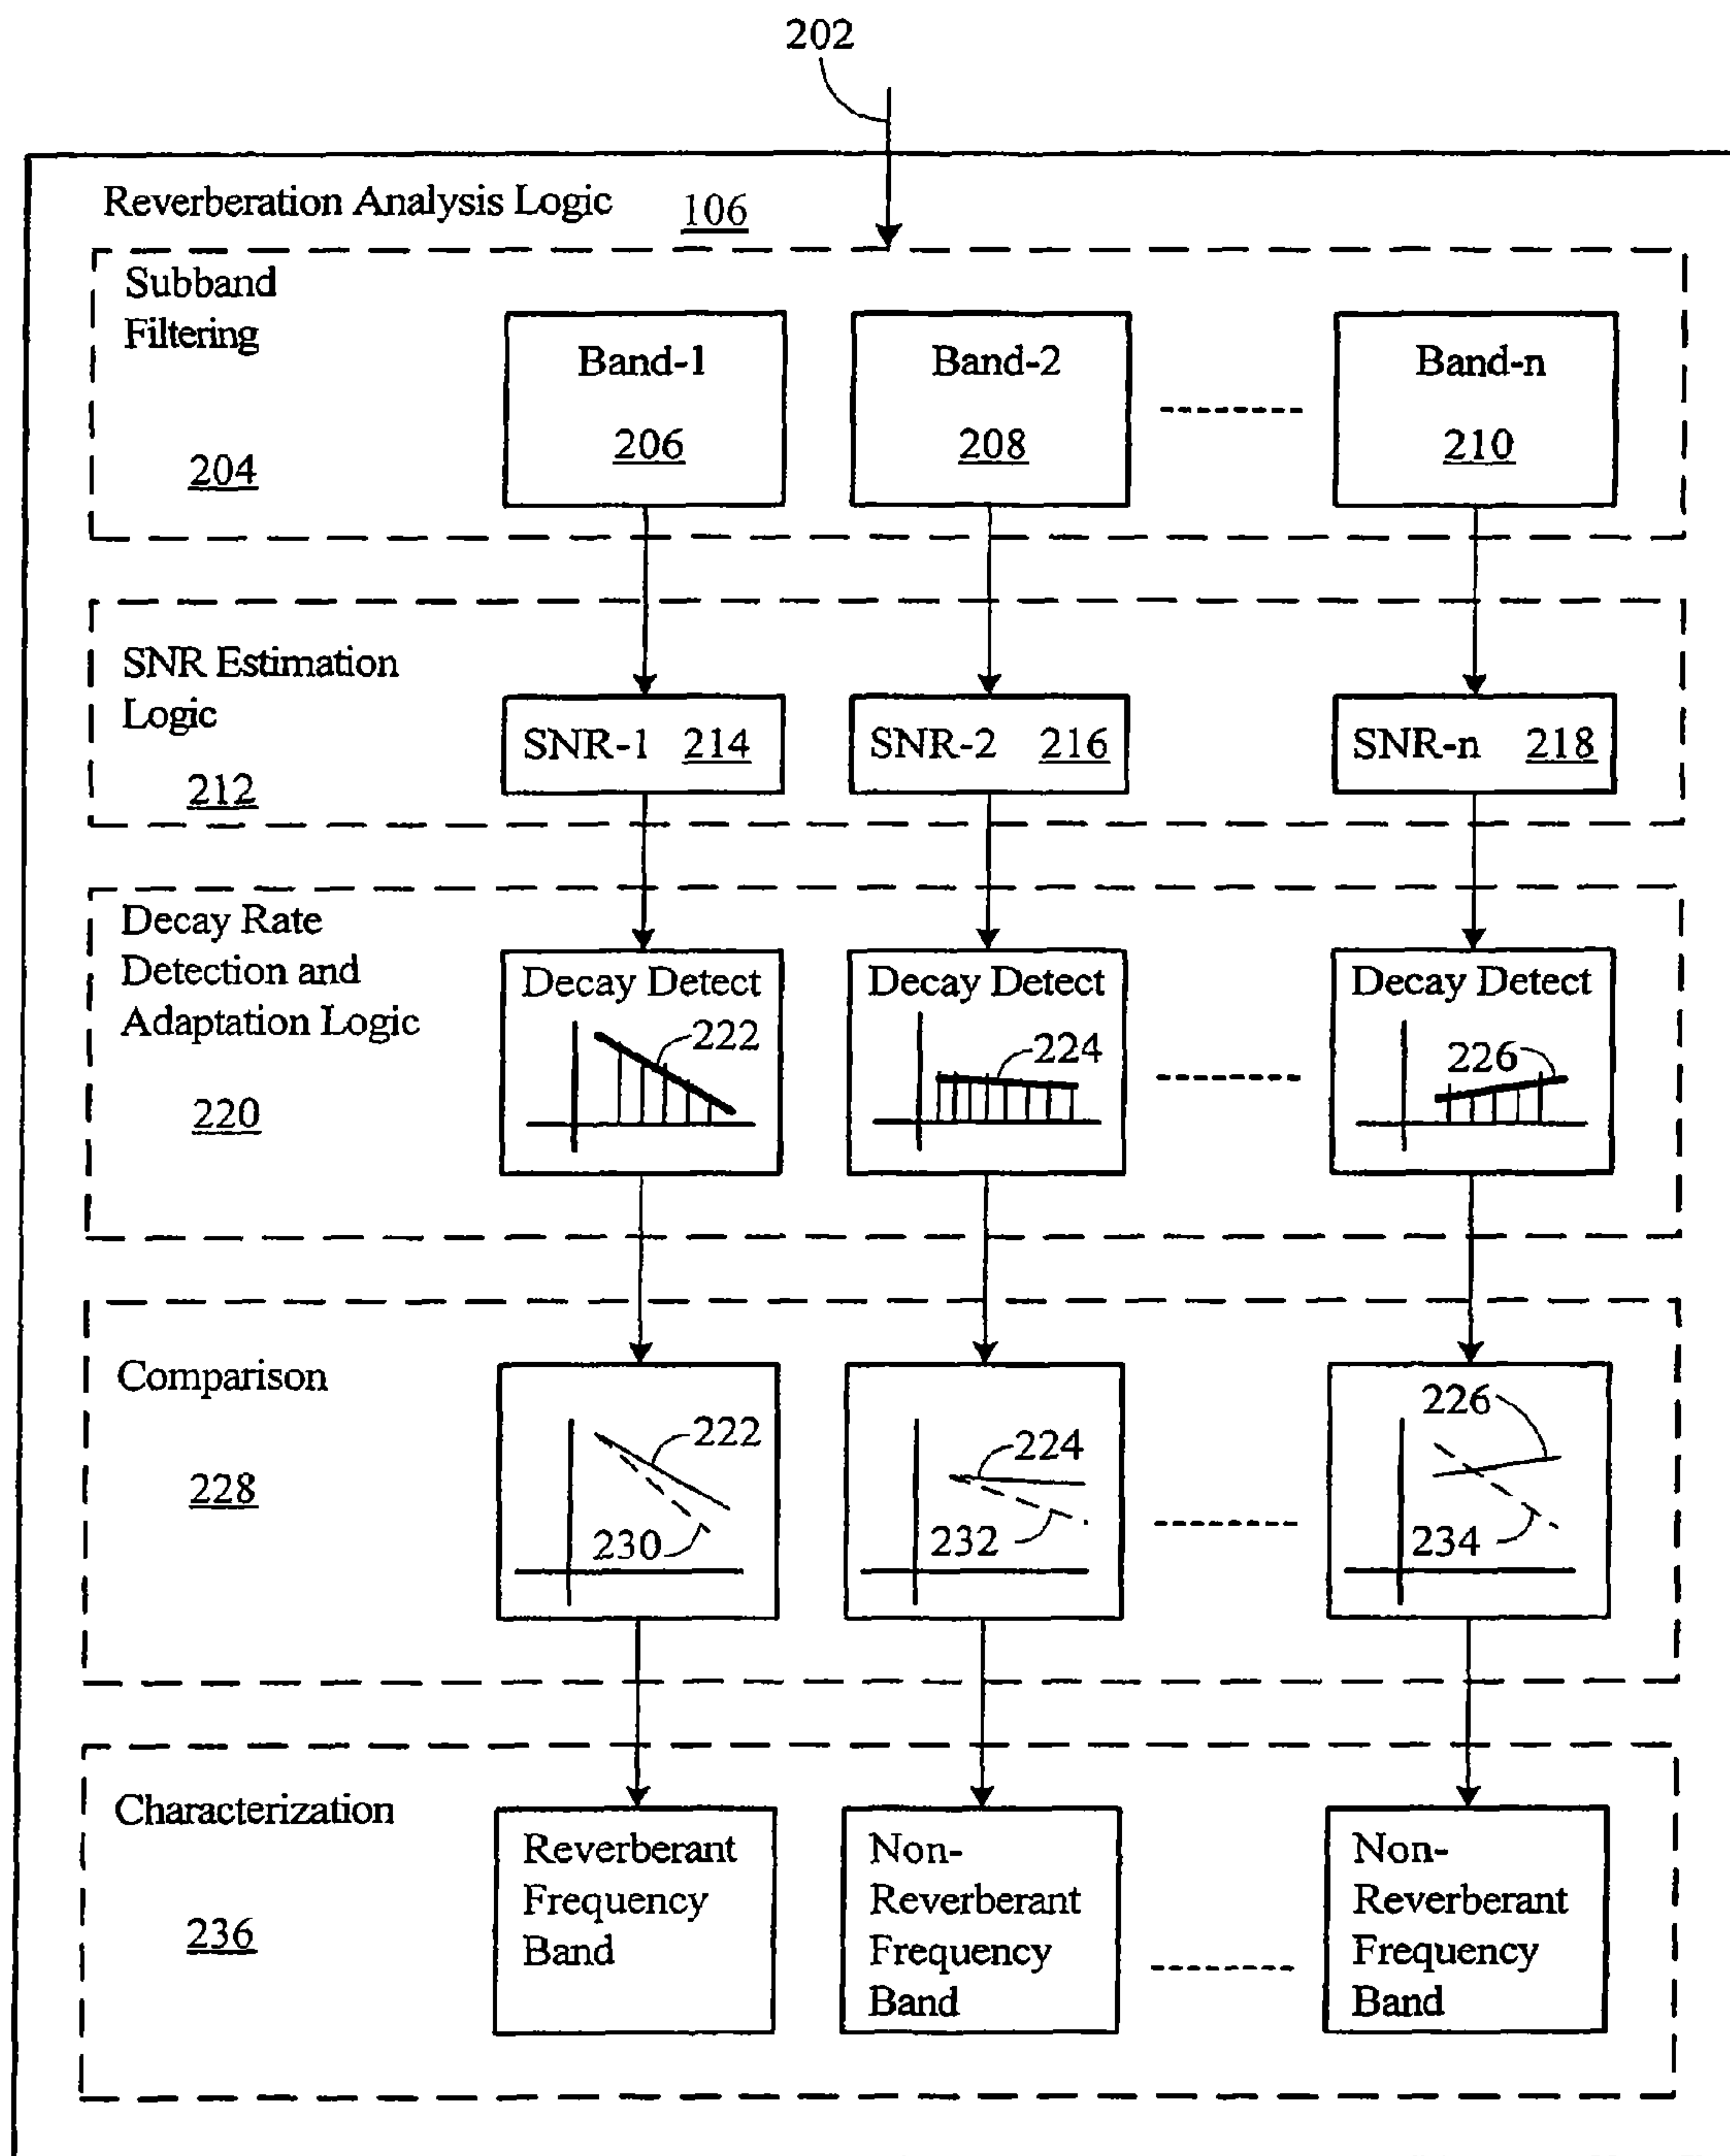 202
Reverberation Analysis Logic 106
Subband
Filtering
204
Band-1
206
Band-2
208
Band-n
210
SNR Estimation
Logic
212
SNR-1 214
SNR-2 216
SNR-n 218
Decay Rate
Detection and
Adaptation Logic
220
Decay Detect
222
Decay Detect
224
Decay Detect
226
Comparison
228
222
230
224
232
226
234
Characterization
236
Reverberant
Frequency
Band
Non-
Reverberant
Frequency
Band
Non-
Reverberant
Frequency
Band